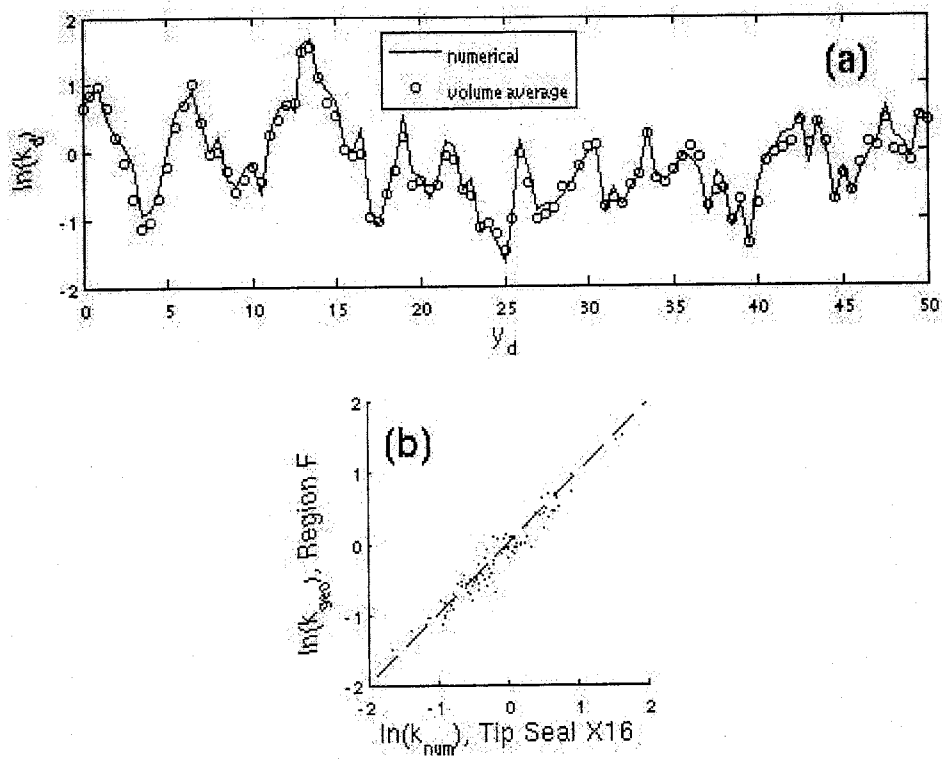 2
1
0
-1
-2
ln(k_d)
numerical
volume average
(a)
0 5 10 15 20 25 30 35 40 45 50
y_d
2
1
0
-1
-2
ln(k_geo), Region F
(b)
-2 -1 0 1 2
ln(k_num), Tip Seal X16